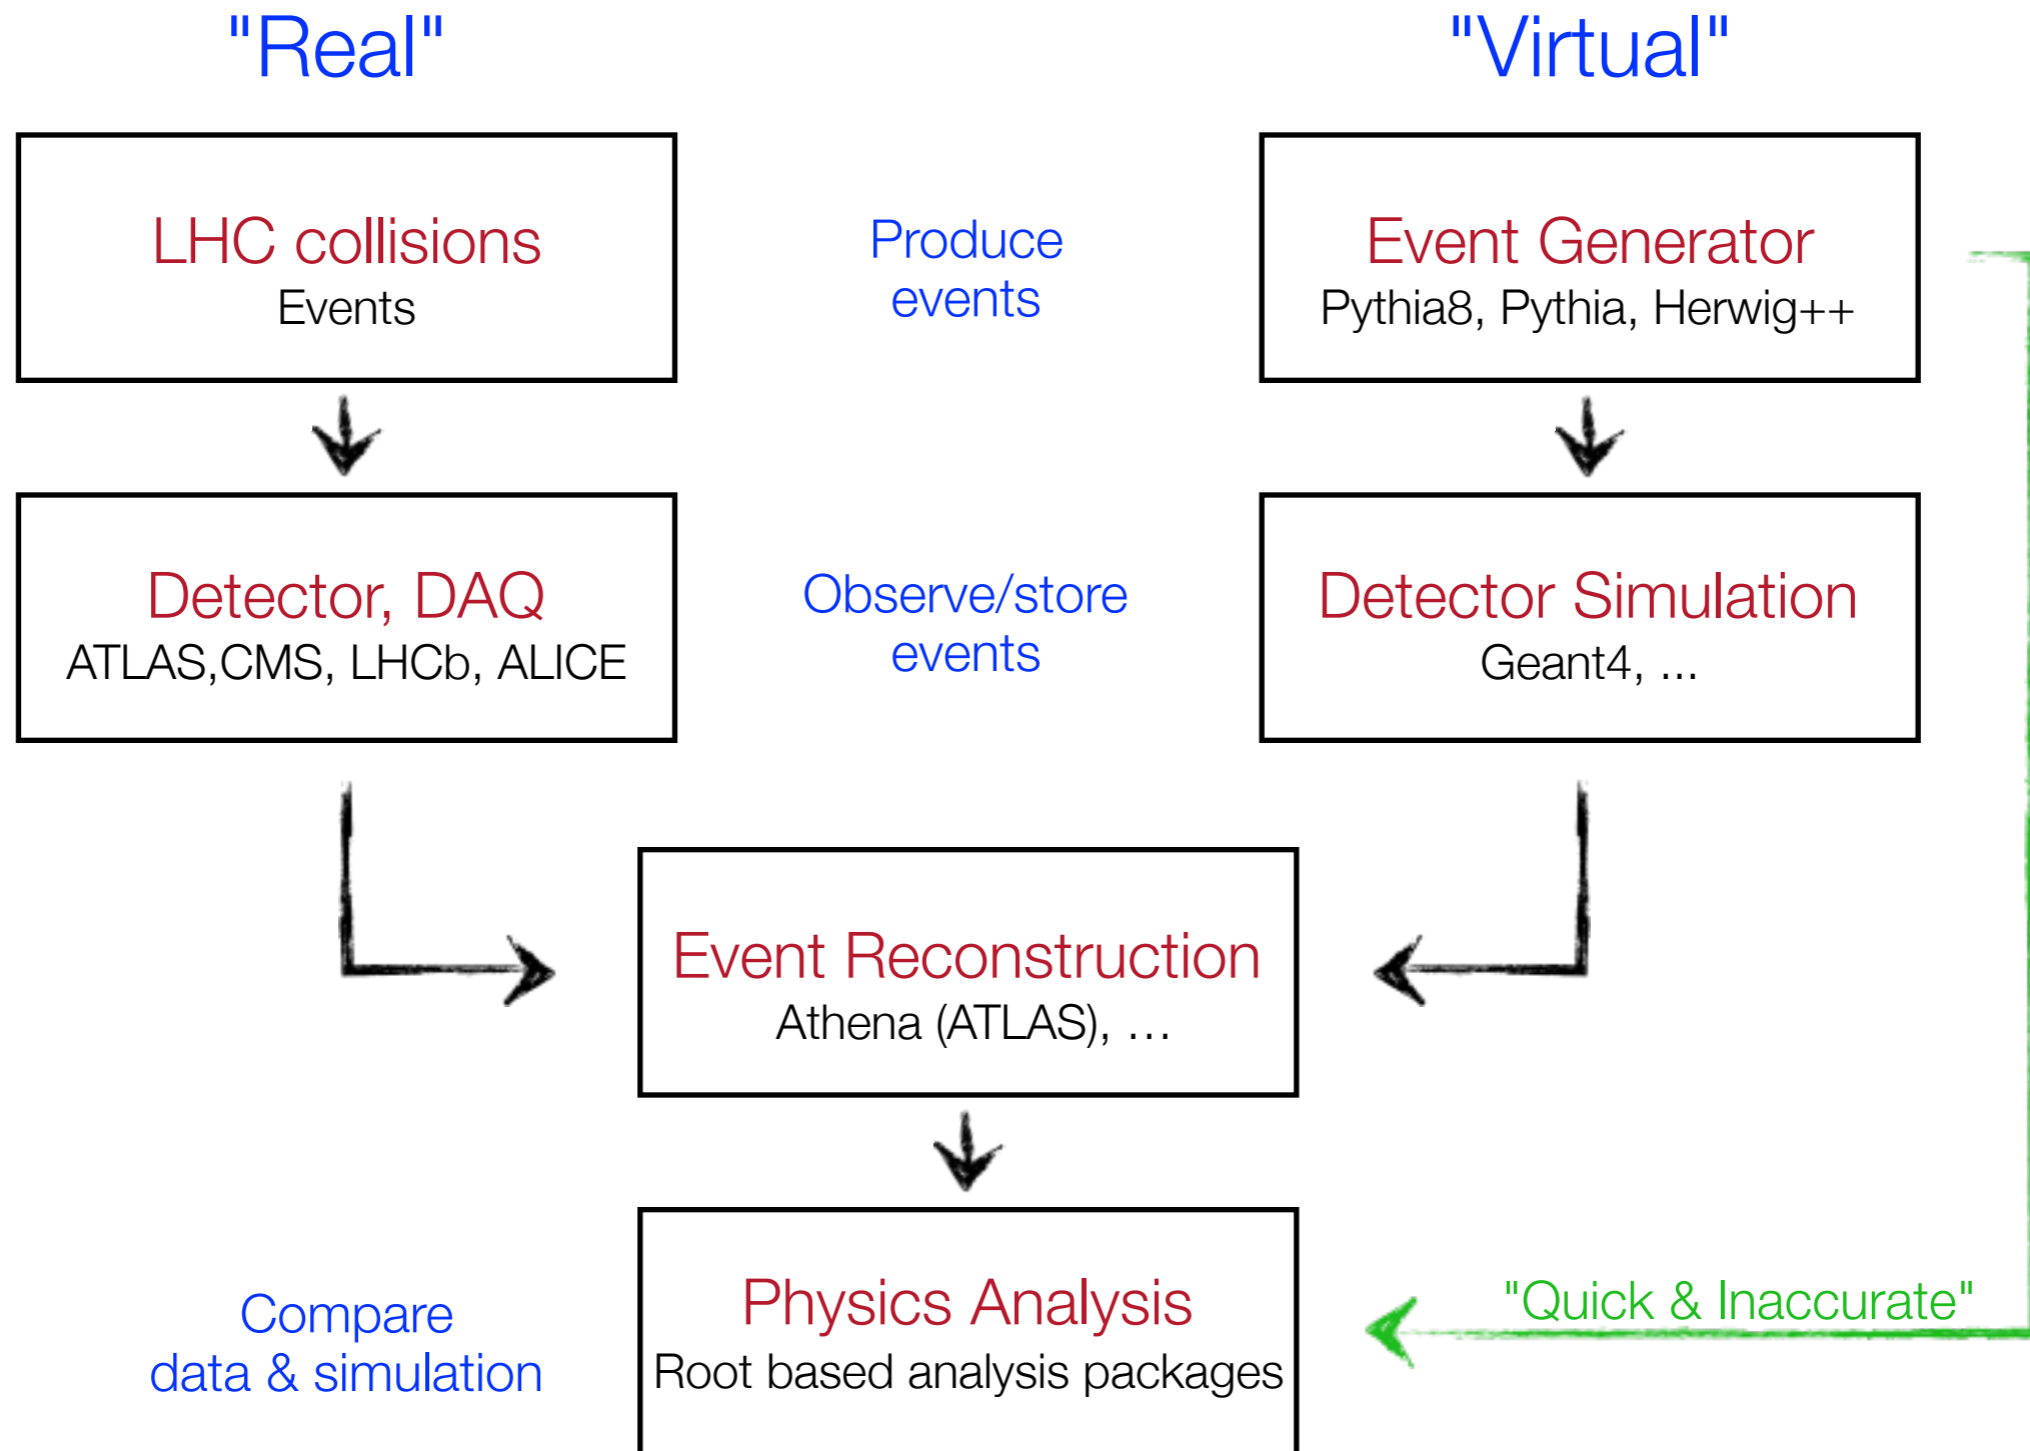 "Real"
"Virtual"
LHC collisions
Events
Produce
events
Event Generator
Pythia8, Pythia, Herwig++
Detector, DAQ
ATLAS,CMS, LHCb, ALICE
Observe/store
events
Detector Simulation
Geant4, ...
Event Reconstruction
Athena (ATLAS), …
Compare
data & simulation
Physics Analysis
Root based analysis packages
"Quick & Inaccurate"